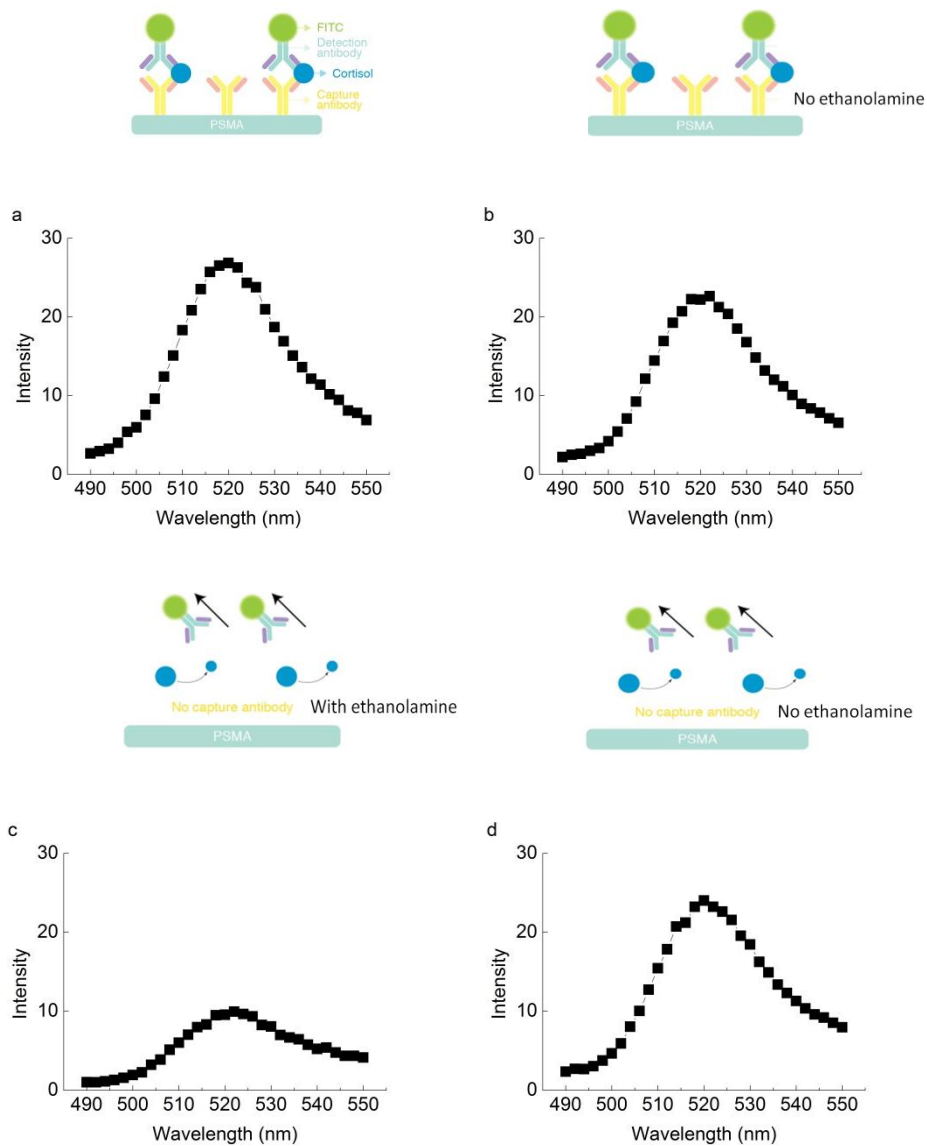 FITC
Detection
antibody
Cortisol
Capture
antibody
PSMA
No ethanolamine
PSMA
a
30
20
10
0
Intensity
490 500 510 520 530 540 550
Wavelength (nm)
b
30
20
10
0
Intensity
490 500 510 520 530 540 550
Wavelength (nm)
No capture antibody With ethanolamine
PSMA
No capture antibody No ethanolamine
PSMA
c
30
20
10
0
Intensity
490 500 510 520 530 540 550
Wavelength (nm)
d
30
20
10
0
Intensity
490 500 510 520 530 540 550
Wavelength (nm)